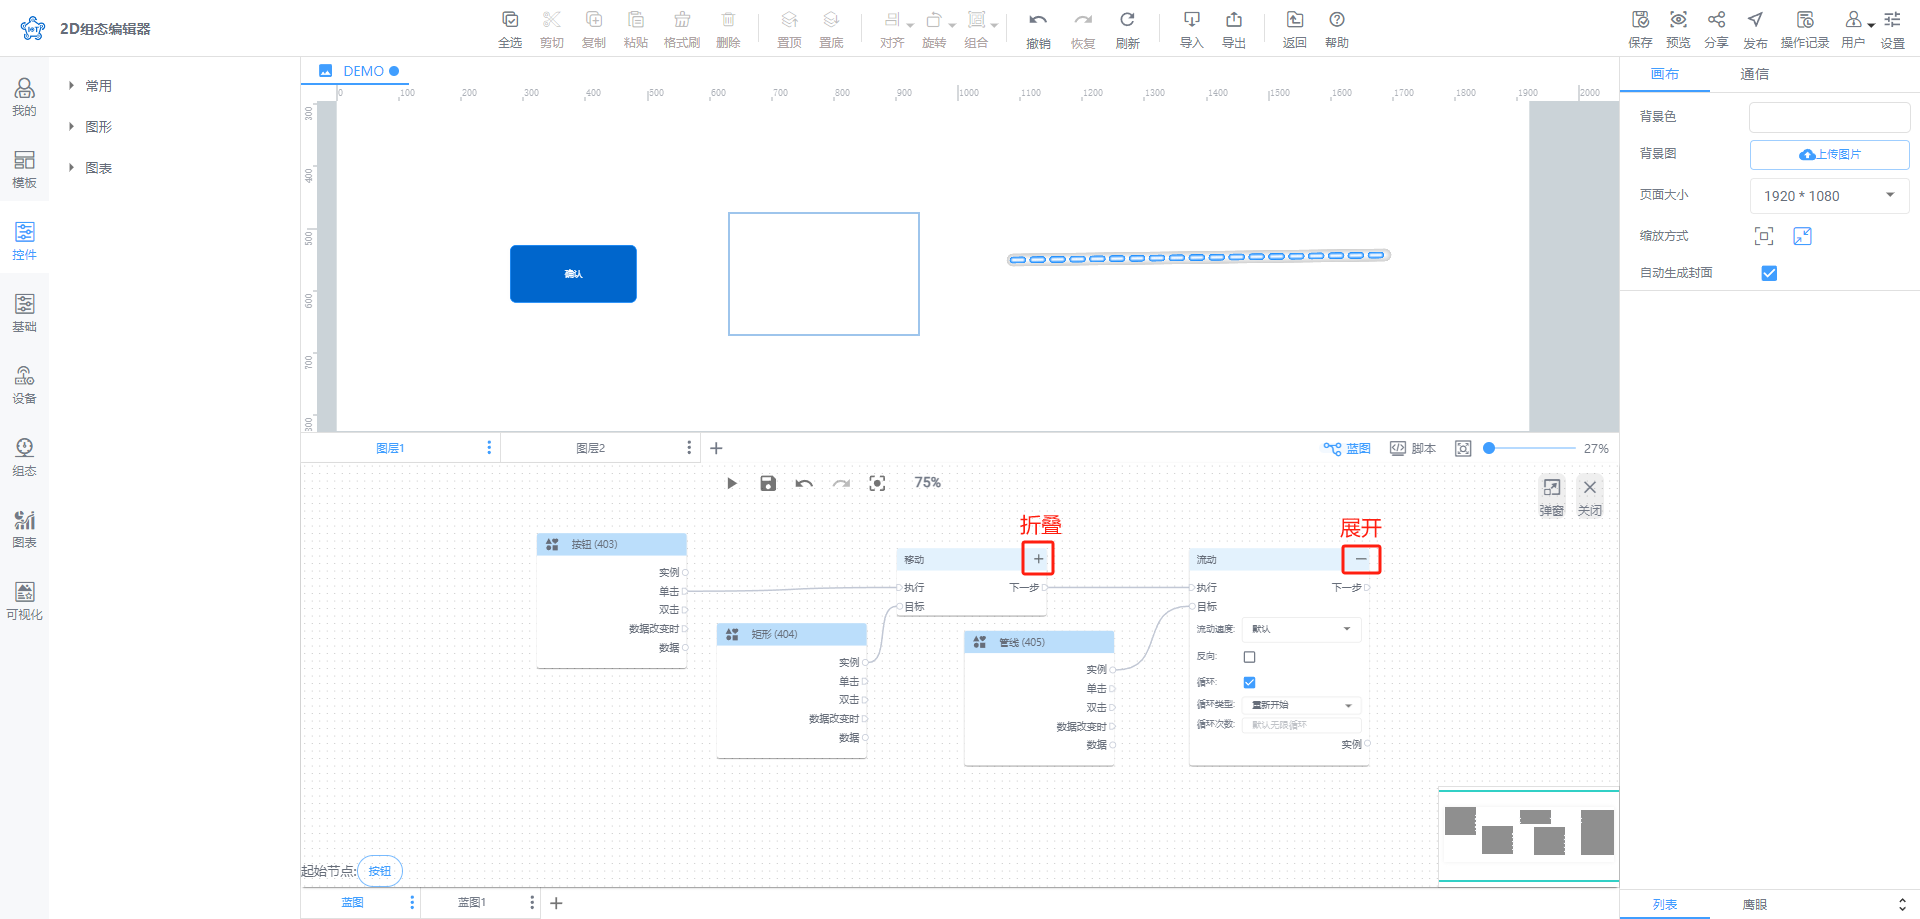 2D组态编辑器
全选 剪切 复制 粘贴 格式刷 删除 置顶 置底 对齐 旋转 组合 撤销 恢复 刷新 导入 导出 返回 帮助
保存 预览 分享 发布 操作记录 用户 设置
我的
模板
控件
基础
设备
组态
图表
可视化
常用
图形
图表
DEMO
0 100 200 300 400 500 600 700 800 900 1000 1100 1200 1300 1400 1500 1600 1700 1800 1900 2000
300
400
500
600
700
800
确认
图层1 图层2
蓝图 脚本 27%
75%
弹窗 关闭
折叠
展开
按钮 (403)
实例
单击
双击
数据改变时
数据
矩形 (404)
实例
单击
双击
数据改变时
数据
移动
执行 下一步
目标
管线 (405)
实例
单击
双击
数据改变时
数据
流动
执行 下一步
目标
流动速度: 默认
反向:
循环:
循环类型: 重新开始
循环次数: 默认无限循环
实例
起始节点: 按钮
蓝图 蓝图1
画布 通信
背景色
背景图 上传图片
页面大小 1920 * 1080
缩放方式
自动生成封面
列表 鹰眼